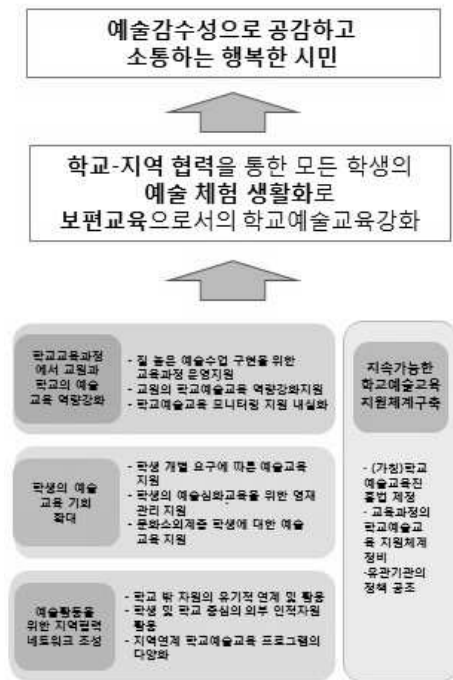 예술감수성으로 공감하고
소통하는 행복한 시민
학교-지역 협력을 통한 모든 학생의
예술 체험 생활화로
보편교육으로서의 학교예술교육강화
학교교육과정
에서 교원과
학교의 예술
교육 역량강화
- 질 높은 예술수업 구현을 위한
교육과정 운영지원
- 교원의 학교예술교육 역량강화지원
- 학교예술교육 모니터링 지원 내실화
학생의 예술
교육 기회
확대
- 학생 개별 요구에 따른 예술교육
지원
- 학생의 예술심화교육을 위한 영재
관리 지원
- 문화소외계층 학생에 대한 예술
교육 지원
예술활동을
위한 지역협력
네트워크 조성
- 학교 밖 자원의 유기적 연계 및 활용
- 학생 및 학교 중심의 외부 인적자원
활용
- 지역연계 학교예술교육 프로그램의
다양화
지속가능한
학교예술교육
지원체계구축
- (가칭)학교
예술교육진
흥법 제정
- 교육과정의
학교예술교
육 지원체계
정비
-유관기관의
정책 공조